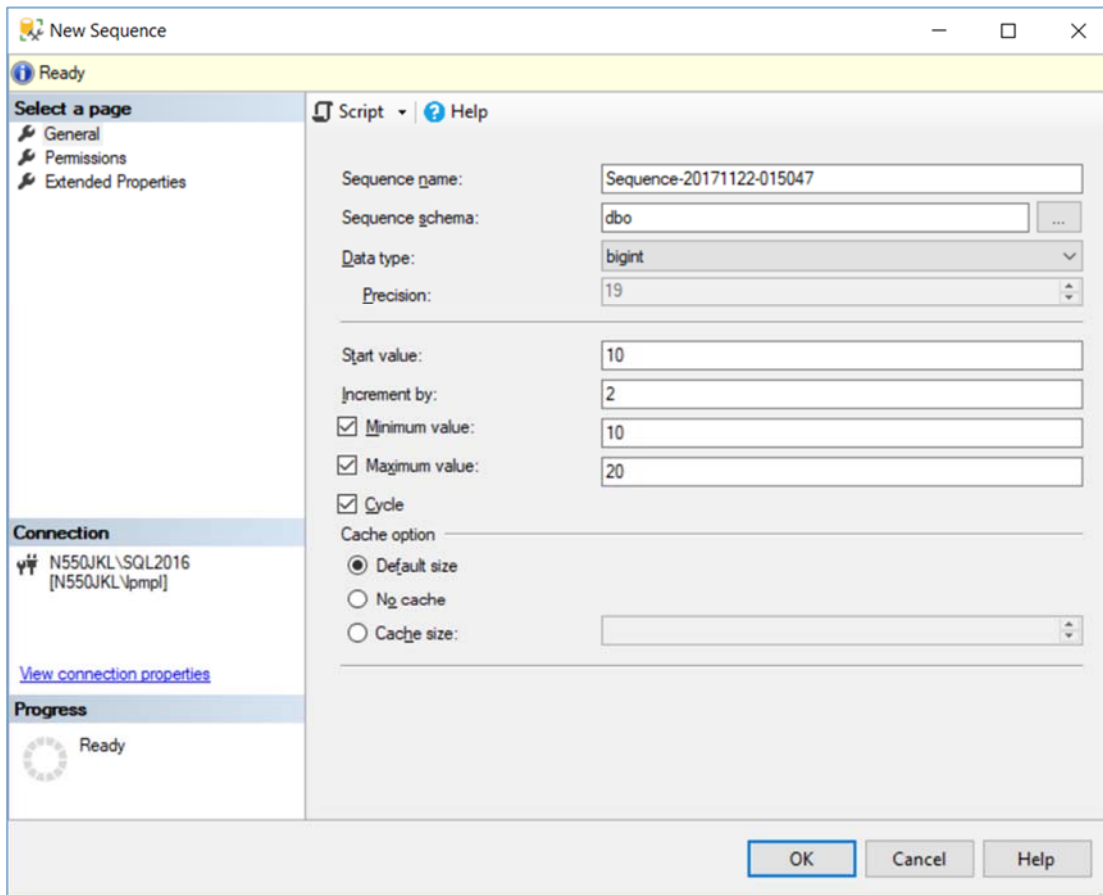 New Sequence
Ready
Select a page
General
Permissions
Extended Properties
Script Help
Sequence name: Sequence-20171122-015047
Sequence schema: dbo ...
Data type: bigint
Precision: 19
Start value: 10
Increment by: 2
Minimum value: 10
Maximum value: 20
Cycle
Cache option
Default size
No cache
Cache size:
Connection
N550JKL\SQL2016
[N550JKL\lpmpl]
View connection properties
Progress
Ready
OK Cancel Help